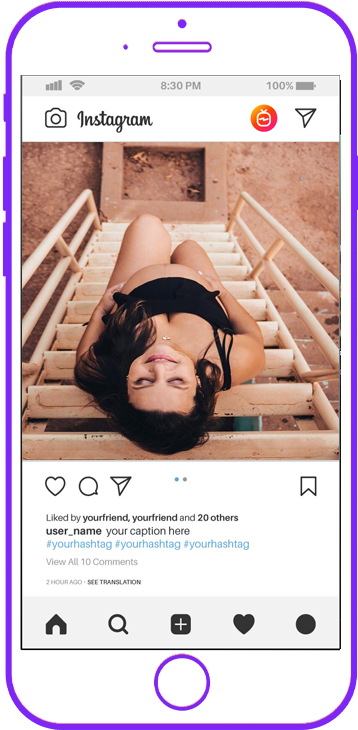 8:30 PM 100%
Instagram
Liked by yourfriend, yourfriend and 20 others
user_name your caption here
#yourhashtag #yourhashtag #yourhashtag
View All 10 Comments
2 HOUR AGO · SEE TRANSLATION